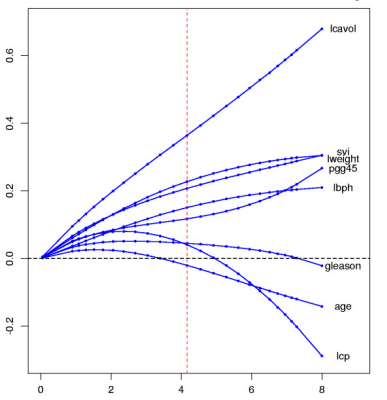 lcavol
svi
lweight
pgg45
lbph
gleason
age
lcp
0.6
0.4
0.2
0.0
-0.2
0 2 4 6 8